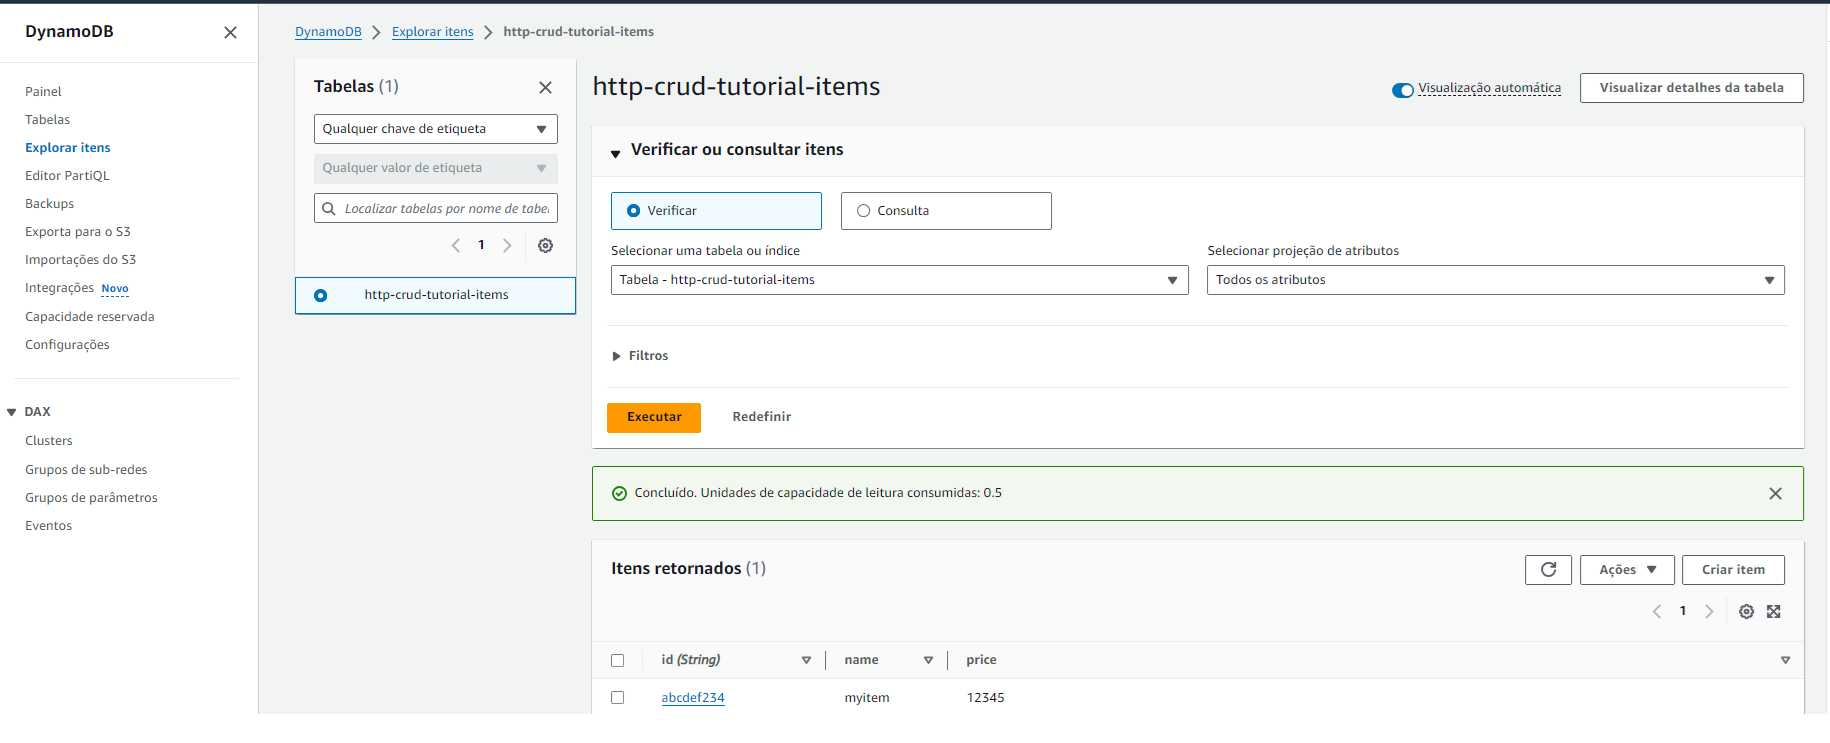 DynamoDB
Painel
Tabelas
Explorar itens
Editor PartiQL
Backups
Exporta para o S3
Importações do S3
Integrações Novo
Capacidade reservada
Configurações
DAX
Clusters
Grupos de sub-redes
Grupos de parâmetros
Eventos
DynamoDB > Explorar itens > http-crud-tutorial-items
Tabelas (1)
Qualquer chave de etiqueta
Qualquer valor de etiqueta
Localizar tabelas por nome de tabel
1
http-crud-tutorial-items
http-crud-tutorial-items
Visualização automática
Visualizar detalhes da tabela
Verificar ou consultar itens
Verificar
Consulta
Selecionar uma tabela ou índice
Tabela - http-crud-tutorial-items
Selecionar projeção de atributos
Todos os atributos
Filtros
Executar
Redefinir
Concluído. Unidades de capacidade de leitura consumidas: 0.5
Itens retornados (1)
Ações
Criar item
1
id (String) name price
abcdef234 myitem 12345